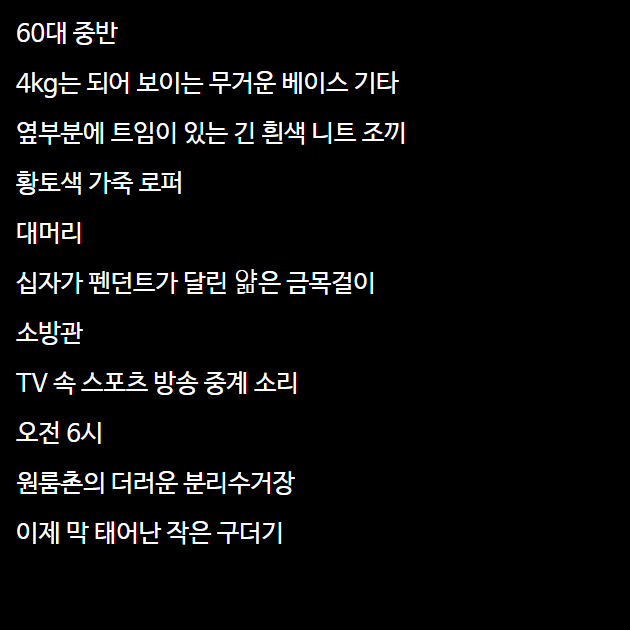 60대 중반
4kg는 되어 보이는 무거운 베이스 기타
옆부분에 트임이 있는 긴 흰색 니트 조끼
황토색 가죽 로퍼
대머리
십자가 펜던트가 달린 얇은 금목걸이
소방관
TV 속 스포츠 방송 중계 소리
오전 6시
원룸촌의 더러운 분리수거장
이제 막 태어난 작은 구더기